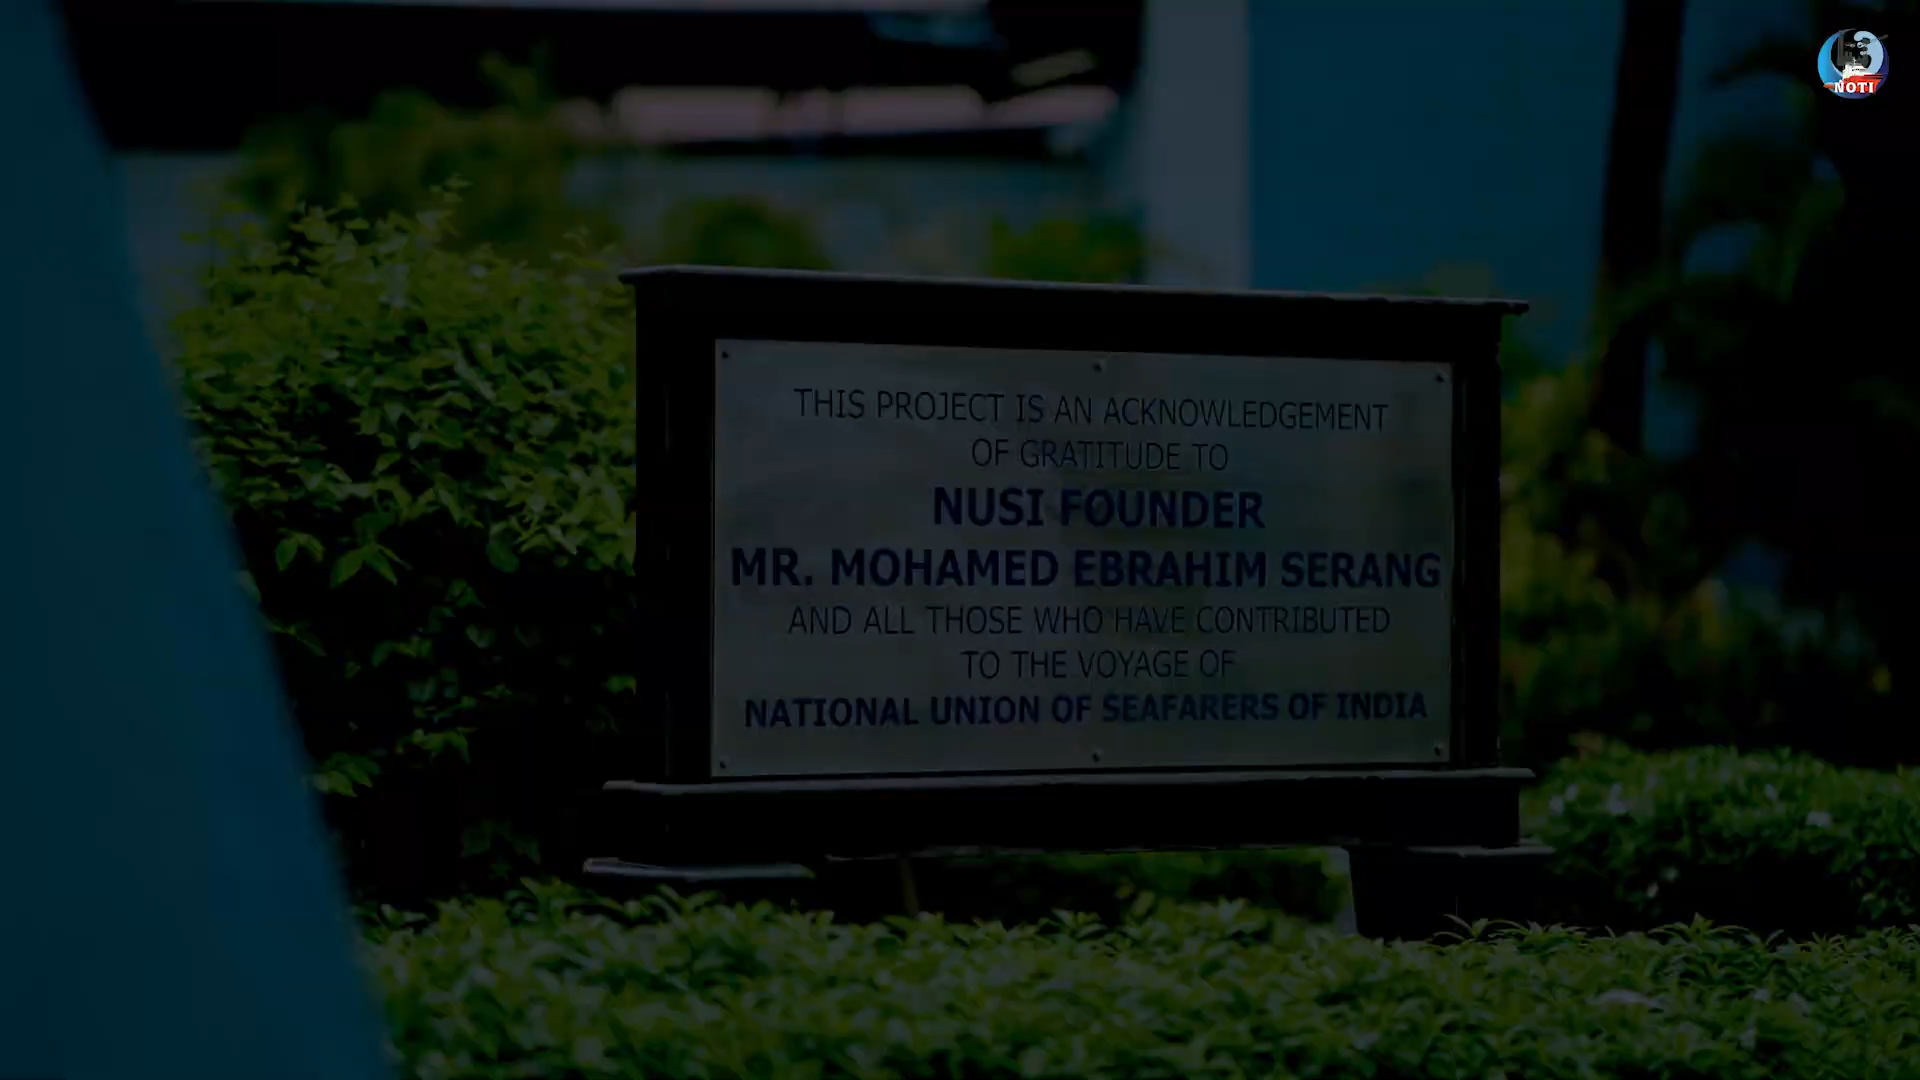 NOTI
THIS PROJECT IS AN ACKNOWLEDGEMENT
OF GRATITUDE TO
NUSI FOUNDER
MR. MOHAMED EBRAHIM SERANG
AND ALL THOSE WHO HAVE CONTRIBUTED
TO THE VOYAGE OF
NATIONAL UNION OF SEAFARERS OF INDIA